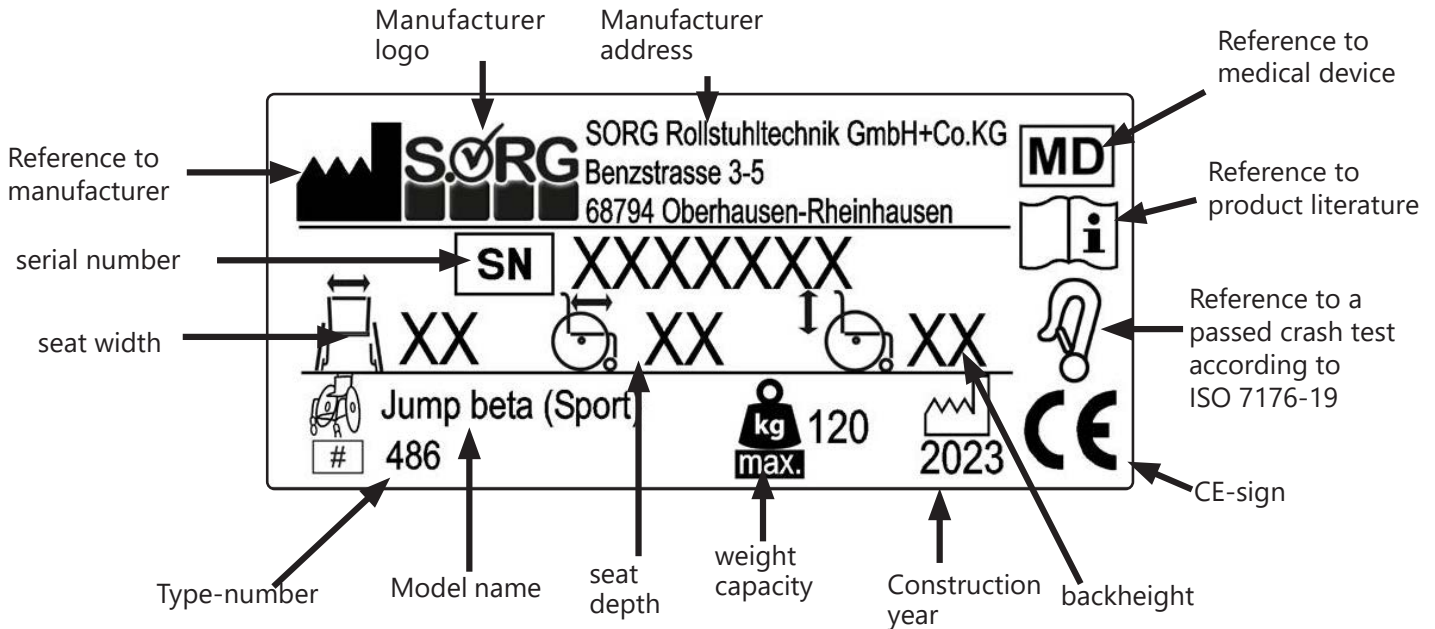 Manufacturer
logo
Manufacturer
address
Reference to
medical device
Reference to
manufacturer
S.ORG
SORG Rollstuhltechnik GmbH+Co.KG
Benzstrasse 3-5
68794 Oberhausen-Rheinhausen
MD
Reference to
product literature
i
serial number
SN XXXXXXX
seat width
XX XX XX
Reference to a
passed crash test
according to
ISO 7176-19
Jump beta (Sport)
# 486
kg
max.
120
2023
CE
CE-sign
Type-number
Model name
seat
depth
weight
capacity
Construction
year
backheight